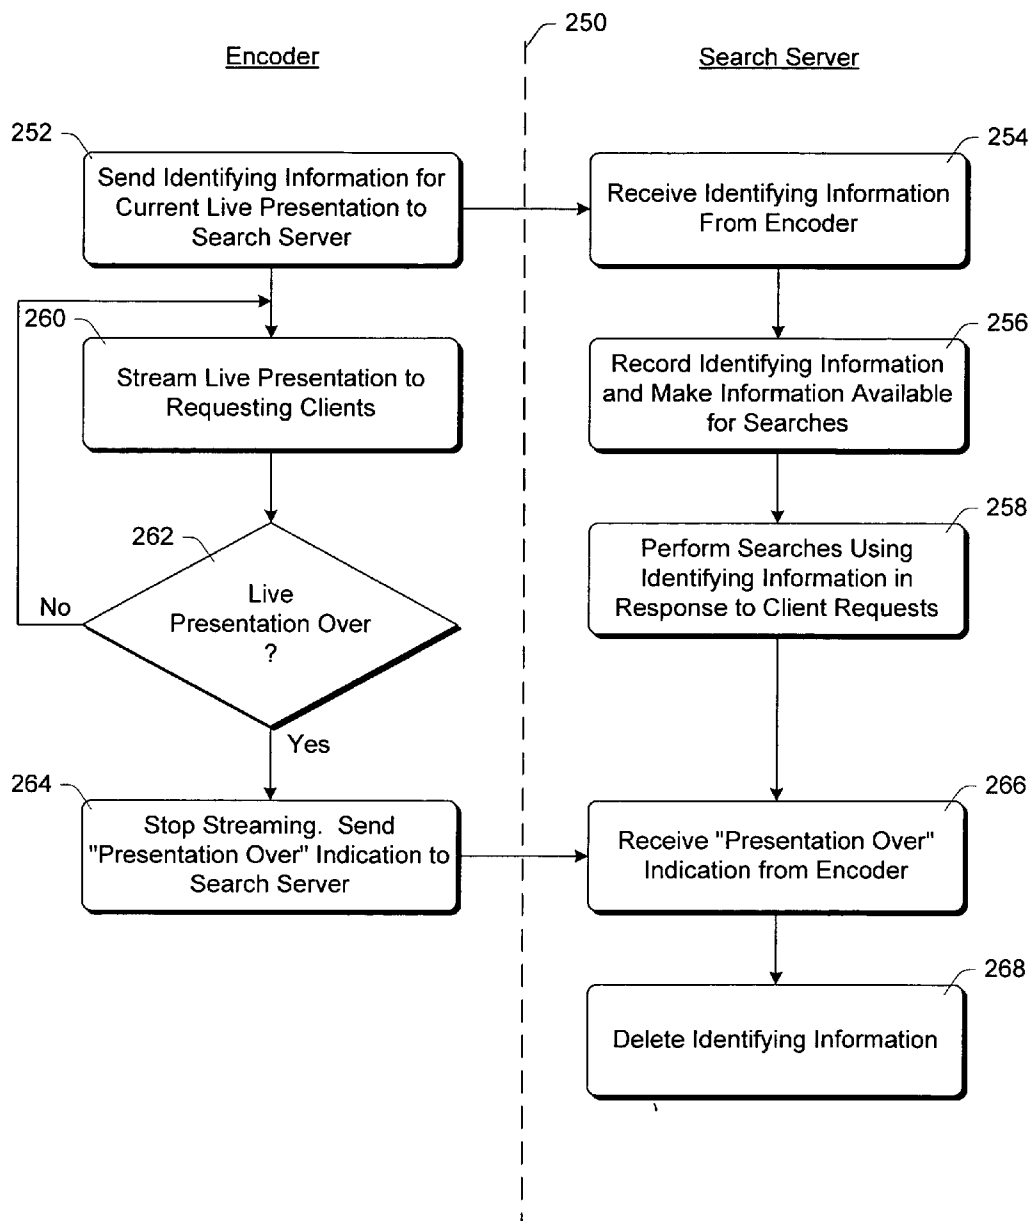 250
Encoder
Search Server
252
Send Identifying Information for
Current Live Presentation to
Search Server
254
Receive Identifying Information
From Encoder
260
Stream Live Presentation to
Requesting Clients
256
Record Identifying Information
and Make Information Available
for Searches
262
Live
Presentation Over
?
No
Yes
258
Perform Searches Using
Identifying Information in
Response to Client Requests
264
Stop Streaming. Send
"Presentation Over" Indication to
Search Server
266
Receive "Presentation Over"
Indication from Encoder
268
Delete Identifying Information